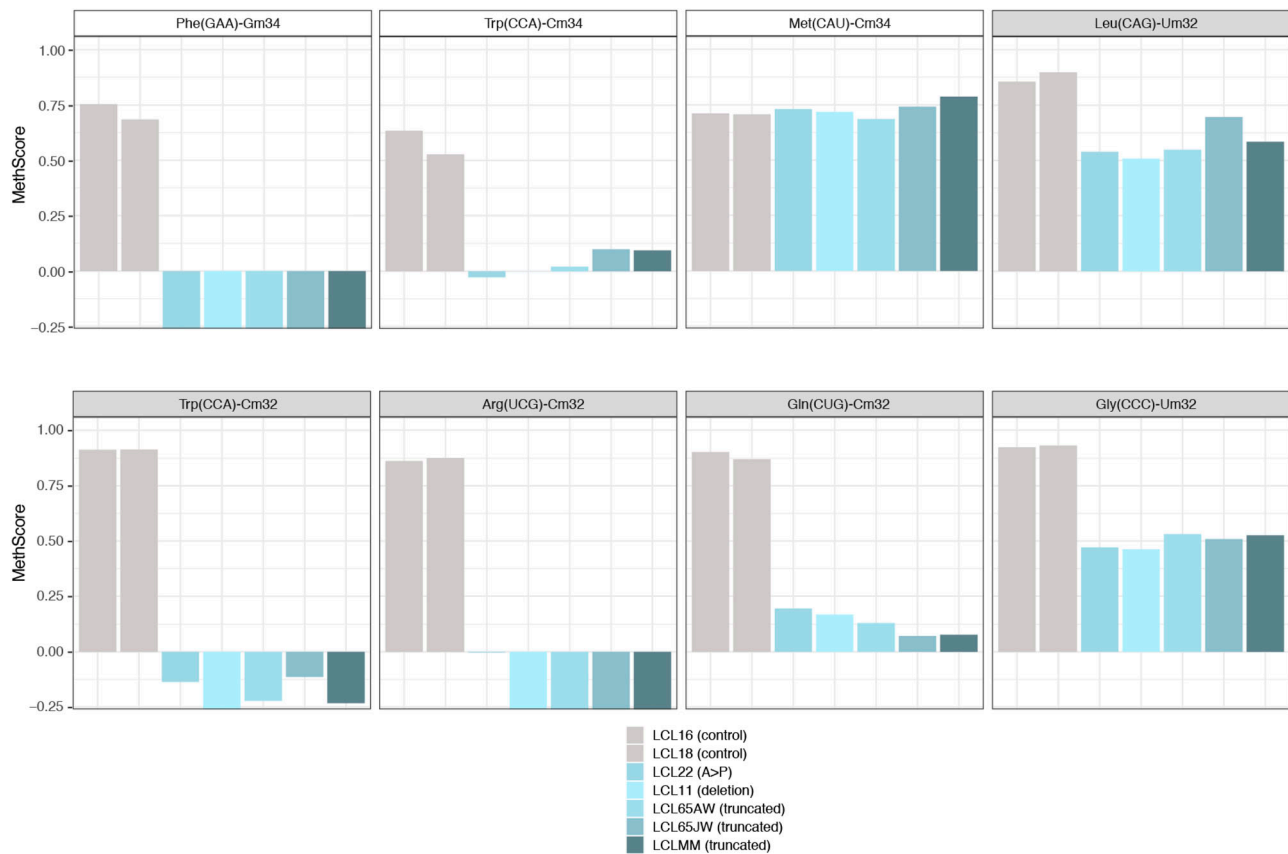 Phe(GAA)-Gm34
Trp(CCA)-Cm34
Met(CAU)-Cm34
Leu(CAG)-Um32
MethScore
1.00
0.75
0.50
0.25
0.00
−0.25
Trp(CCA)-Cm32
Arg(UCG)-Cm32
Gln(CUG)-Cm32
Gly(CCC)-Um32
MethScore
1.00
0.75
0.50
0.25
0.00
−0.25
LCL16 (control)
LCL18 (control)
LCL22 (A>P)
LCL11 (deletion)
LCL65AW (truncated)
LCL65JW (truncated)
LCLMM (truncated)